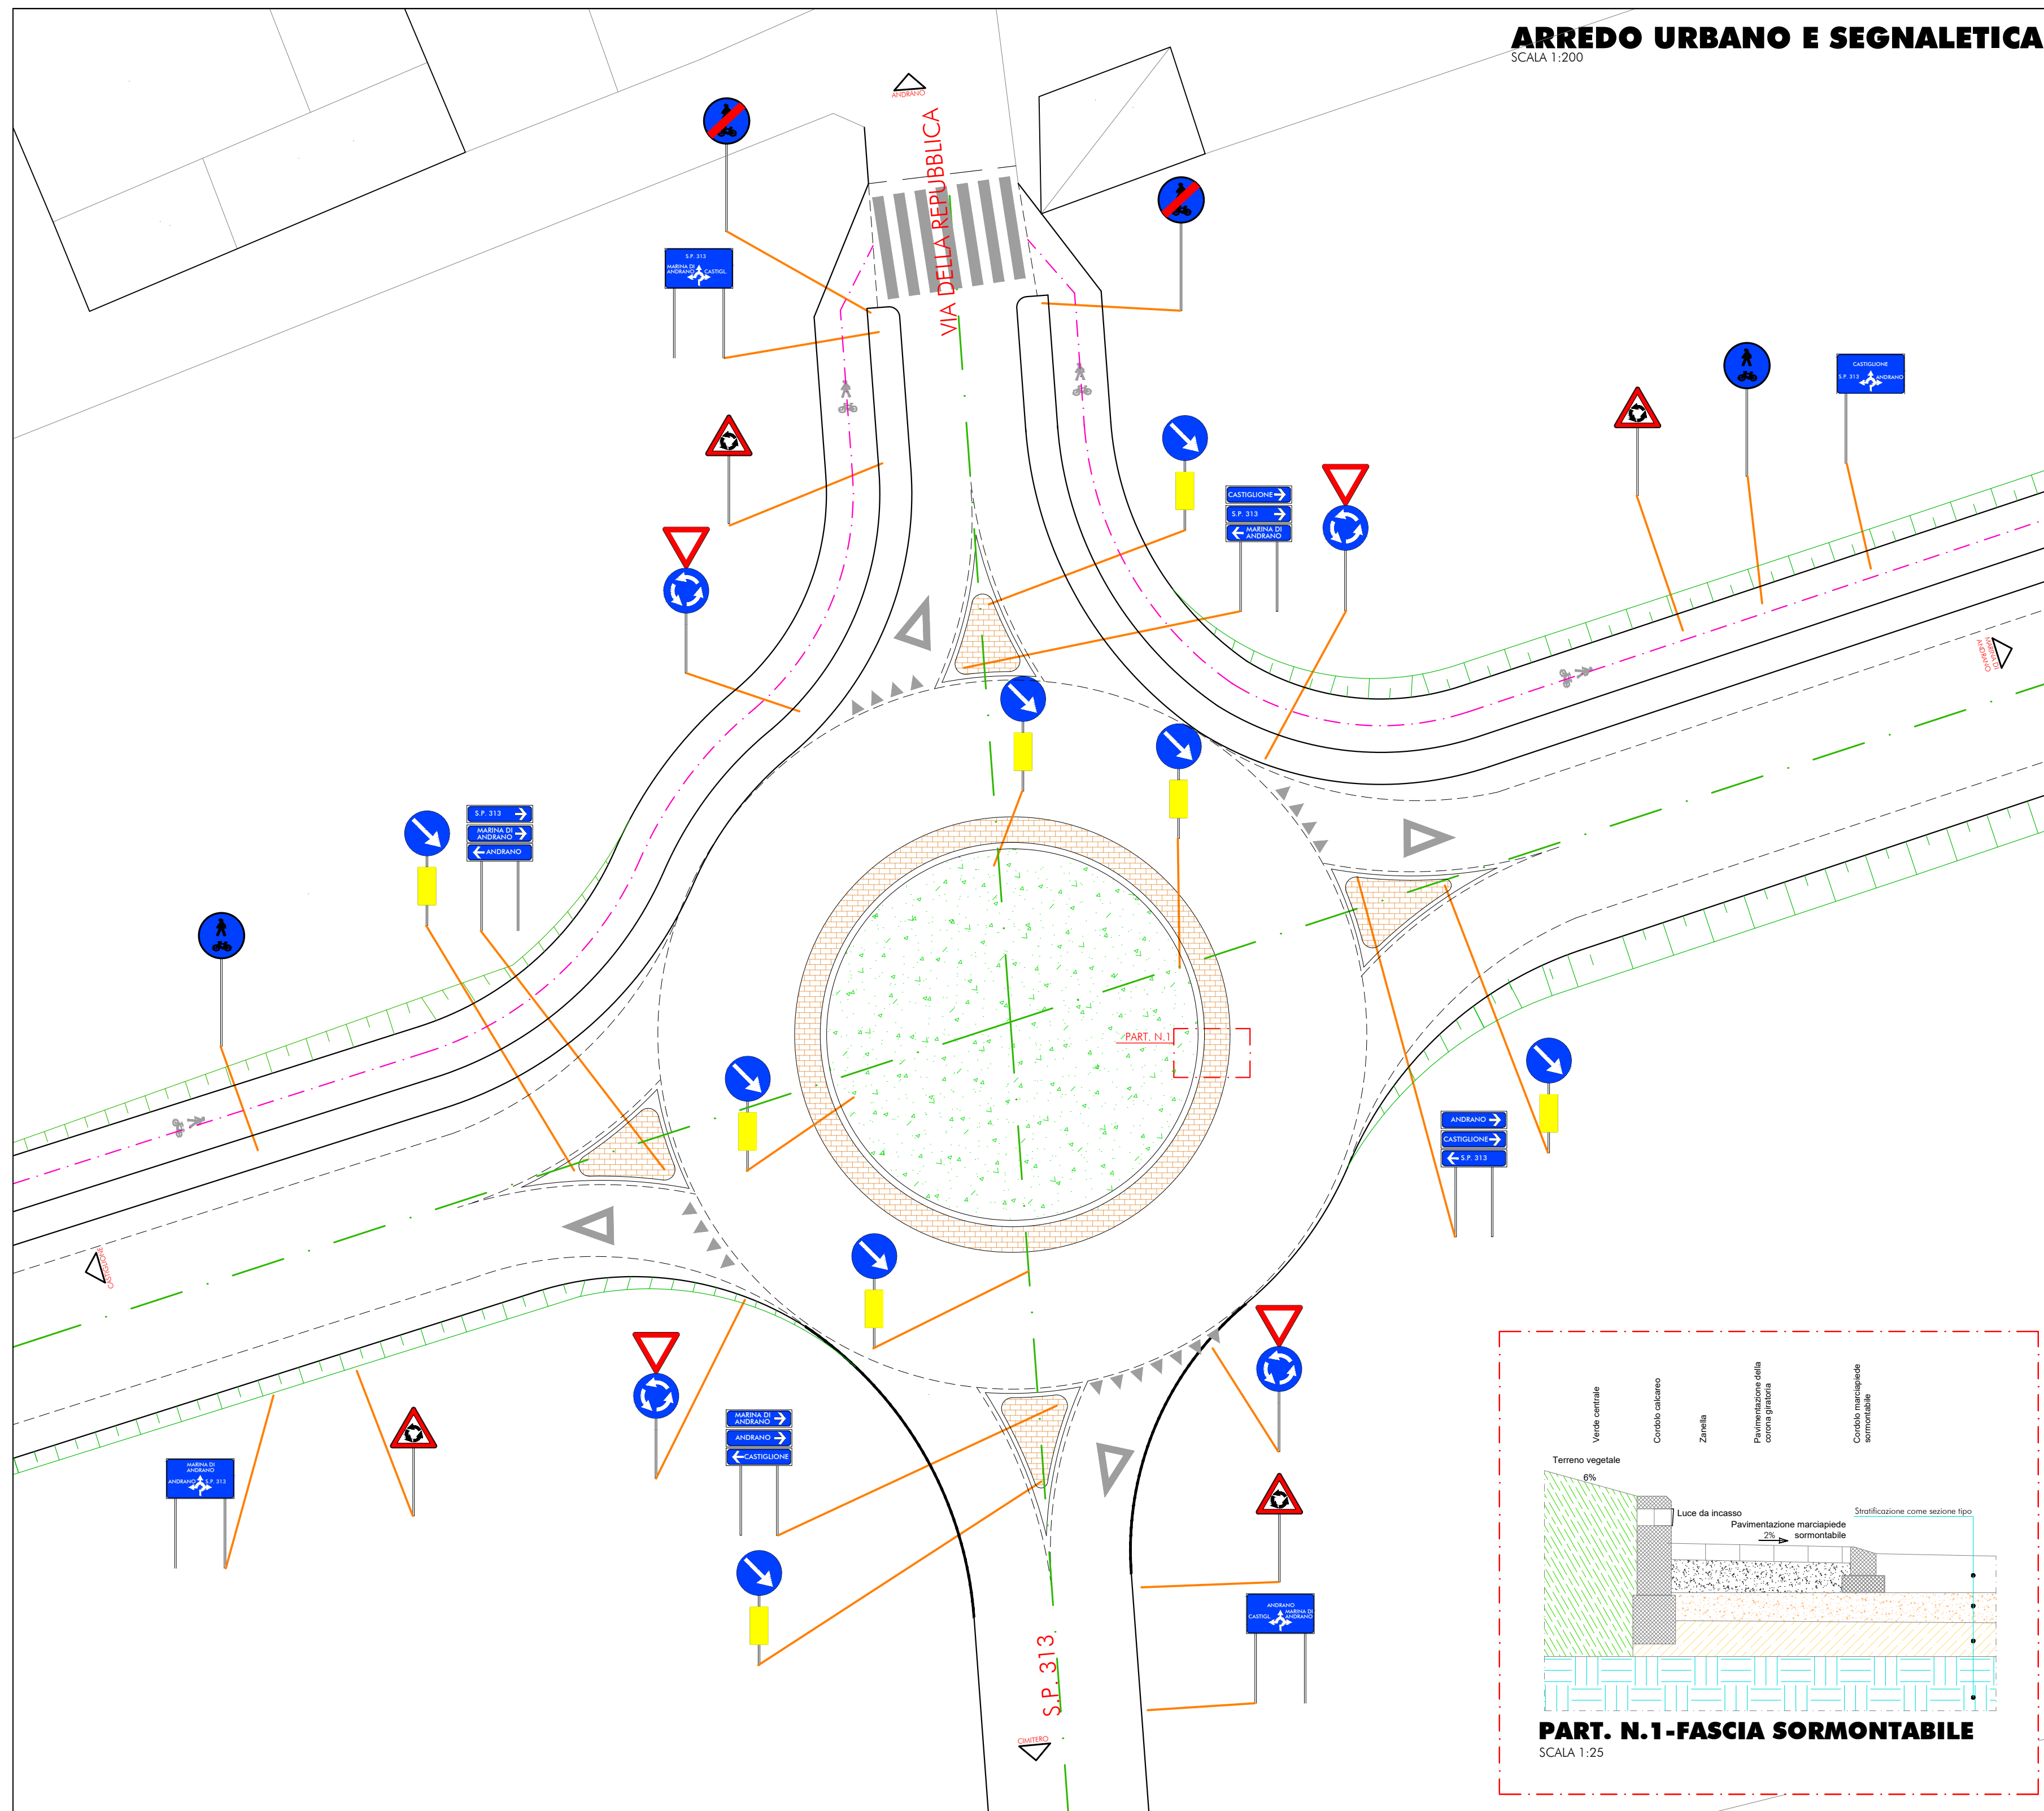 ARREDO URBANO E SEGNALETICA
SCALA 1:200
ANDRANO
VIA DELLA REPUBBLICA
S.P. 313
MARINA DI
ANDRANO
CASTIGL.
CASTIGLIONE
S.P. 313
ANDRANO
CASTIGLIONE
S.P. 313
MARINA DI
ANDRANO
MARINA DI
ANDRANO
S.P. 313
MARINA DI
ANDRANO
ANDRANO
PART. N.1
ANDRANO
CASTIGLIONE
S.P. 313
CASTIGLIONE
MARINA DI
ANDRANO
ANDRANO
S.P. 313
MARINA DI
ANDRANO
ANDRANO
CASTIGLIONE
ANDRANO
CASTIGL.
MARINA DI
ANDRANO
S.P. 313
CIMITERO
Verde centrale
Cordolo calcareo
Zanella
Pavimentazione della
corona giratoria
Cordolo marciapiede
sormontabile
Terreno vegetale
6%
Luce da incasso
Stratificazione come sezione tipo
Pavimentazione marciapiede
sormontabile
2%
PART. N.1-FASCIA SORMONTABILE
SCALA 1:25